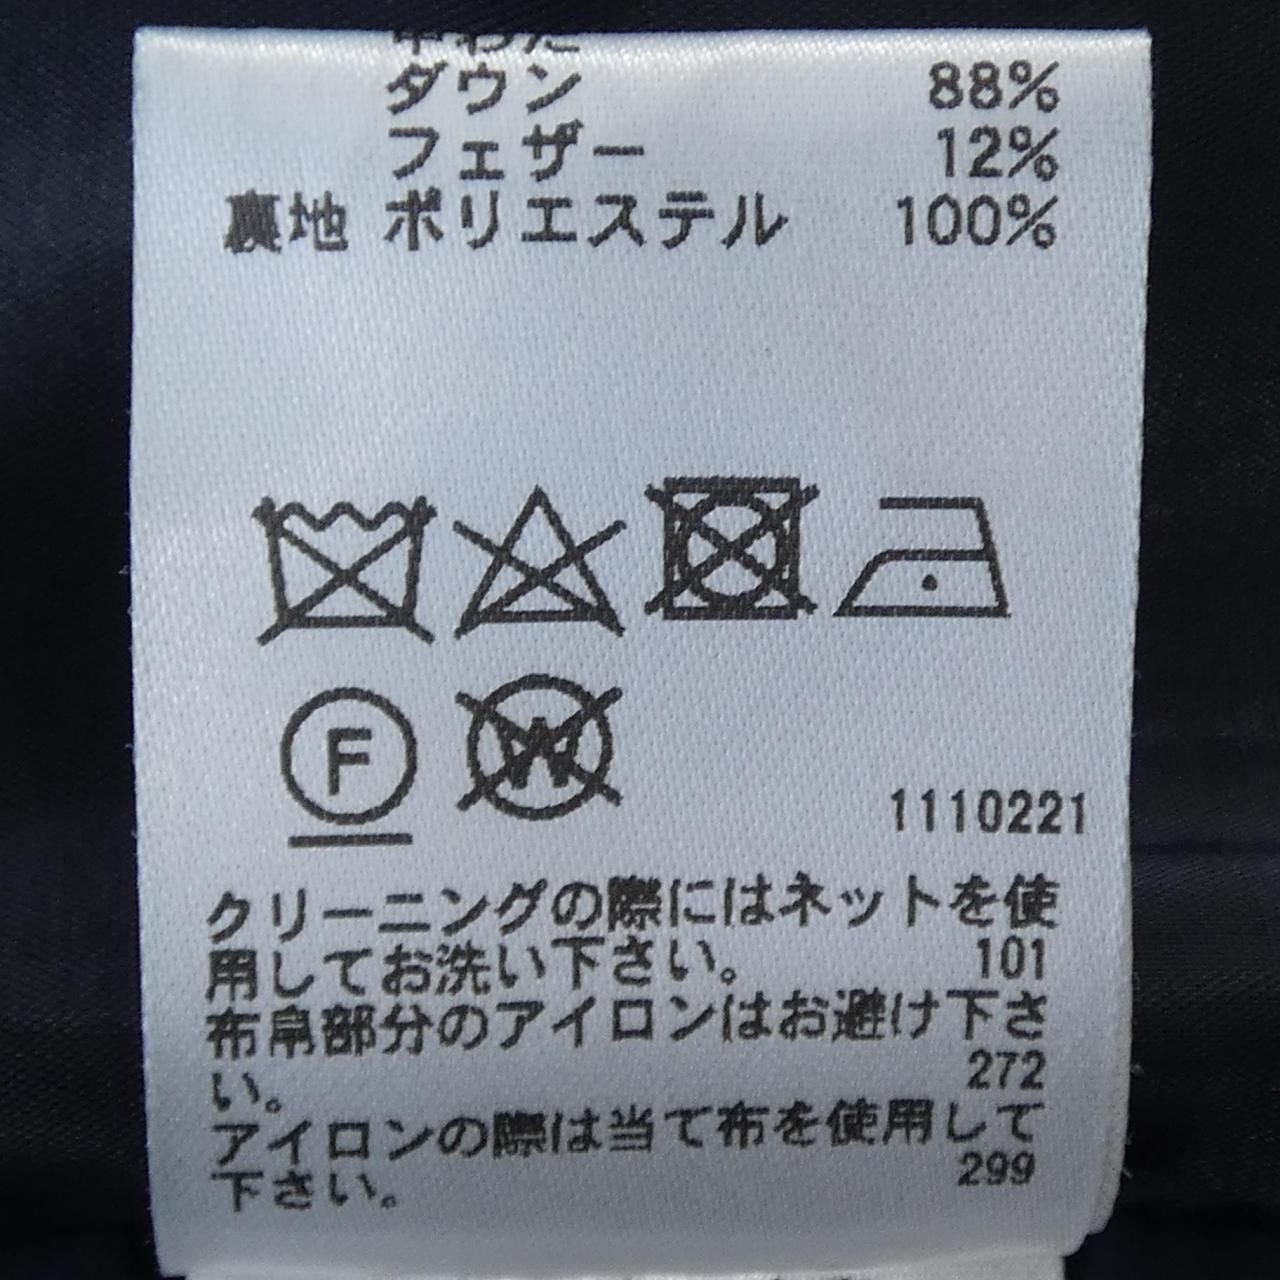 中わた
ダウン 88%
フェザー 12%
裏地 ポリエステル 100%
F
W
1110221
クリーニングの際にはネットを使
用してお洗い下さい。 101
布帛部分のアイロンはお避け下さ
い。 272
アイロンの際は当て布を使用して
下さい。 299